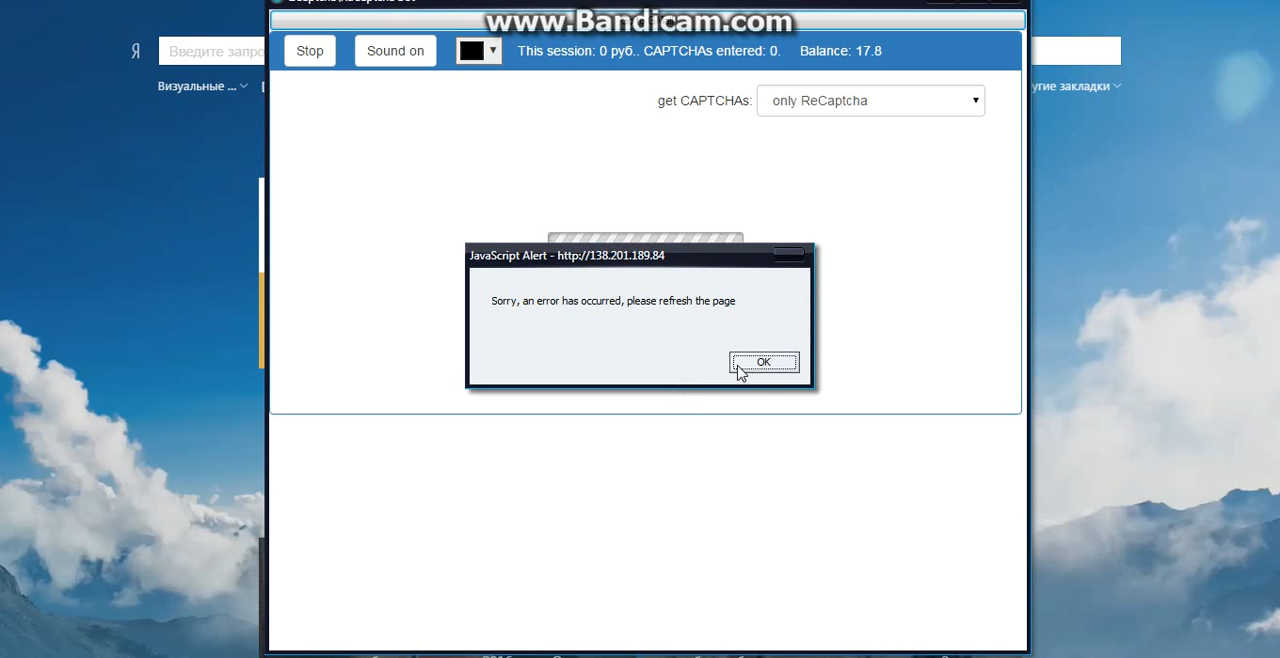 www.Bandicam.com
Я
Введите запро
Stop
Sound on
This session: 0 руб.. CAPTCHAs entered: 0.
Balance: 17.8
Визуальные ...
угие закладки
get CAPTCHAs:
only ReCaptcha
JavaScript Alert - http://138.201.189.84
Sorry, an error has occurred, please refresh the page
OK